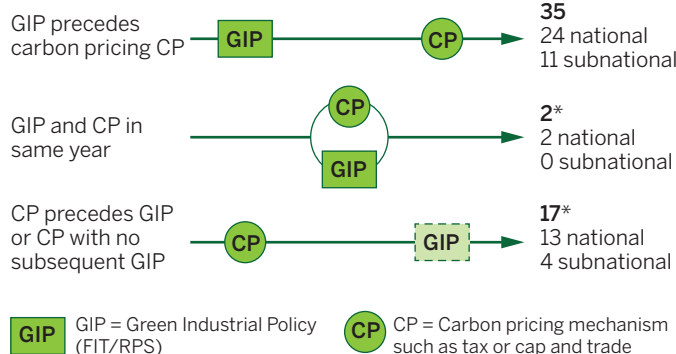 GIP precedes
carbon pricing CP
GIP
CP
35
24 national
11 subnational
GIP and CP in
same year
CP
GIP
2*
2 national
0 subnational
CP precedes GIP
or CP with no
subsequent GIP
CP
GIP
17*
13 national
4 subnational
GIP
GIP = Green Industrial Policy
(FIT/RPS)
CP
CP = Carbon pricing mechanism
such as tax or cap and trade